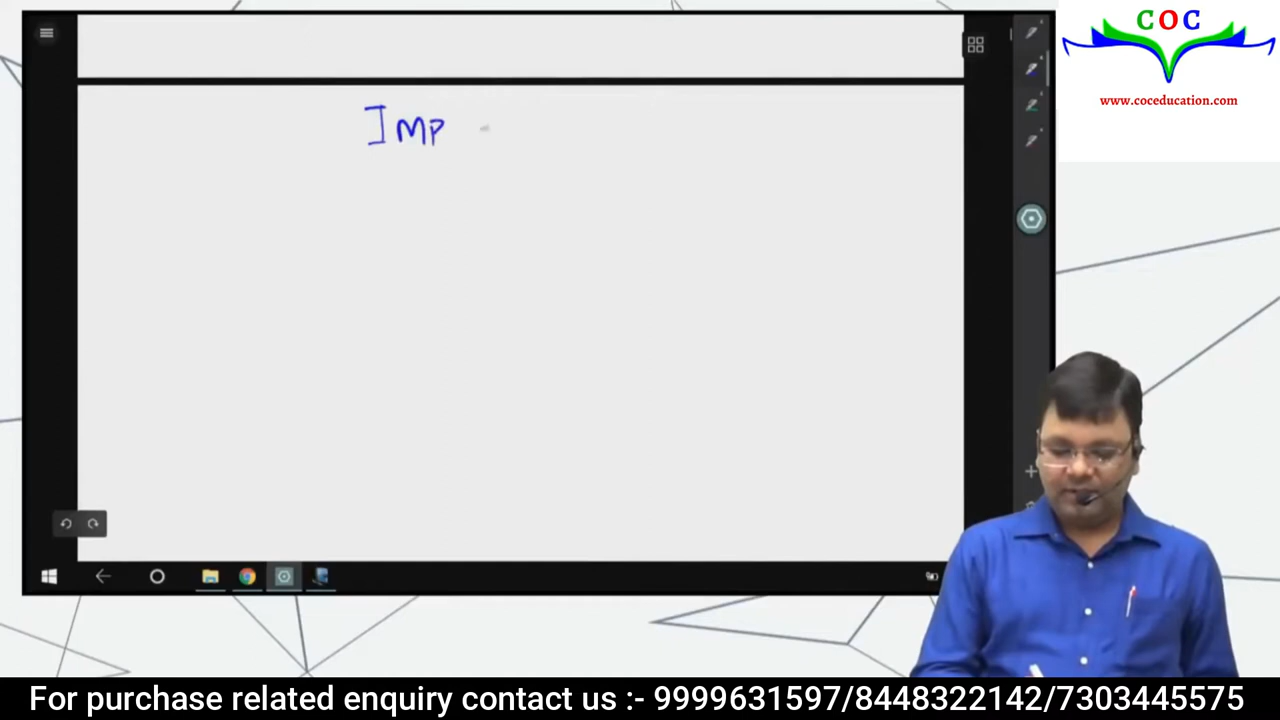 COC
www.coceducation.com
Imp
For purchase related enquiry contact us :- 9999631597/8448322142/7303445575